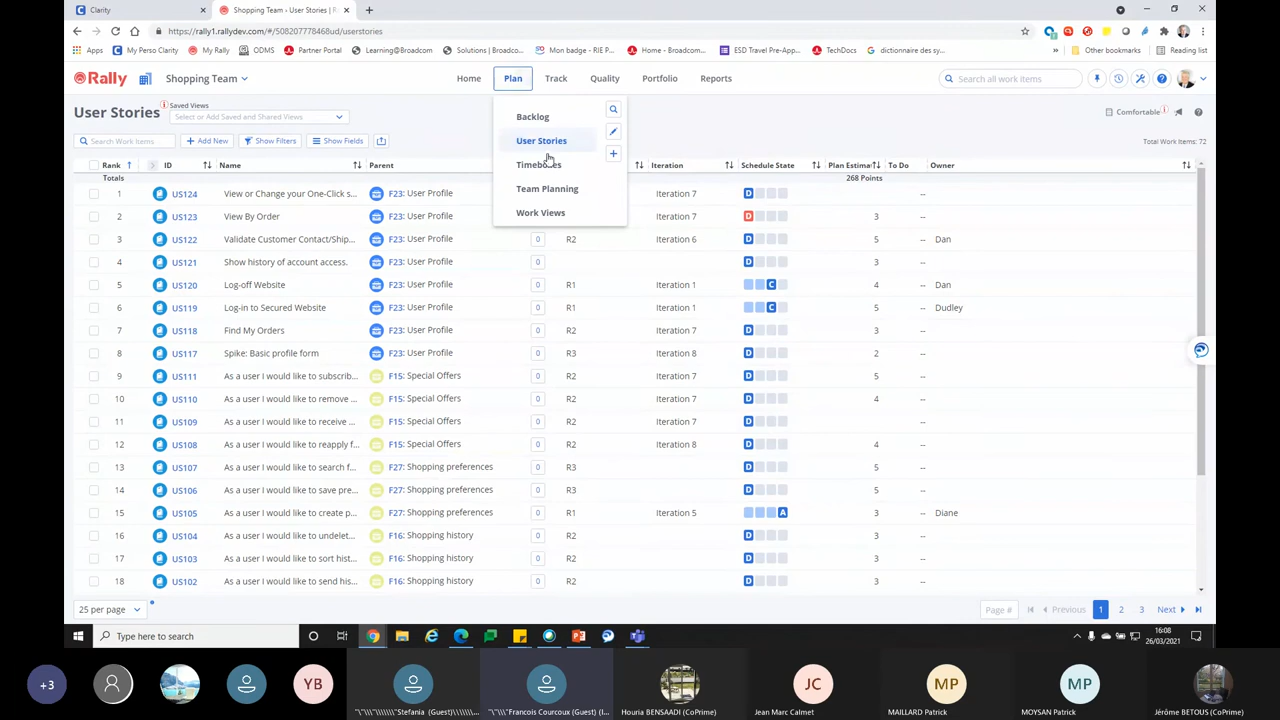 Clarity
Shopping Team › User Stories | R
https://rally1.rallydev.com/#/508207778468ud/userstories
Apps
My Perso Clarity
My Rally
ODMS
Partner Portal
Learning@Broadcom
Solutions | Broadco...
Mon badge - RIE P...
Home - Broadcom...
ESD Travel Pre-App...
TechDocs
dictionnaire des sy...
Other bookmarks
Reading list
Rally
Shopping Team
Home
Plan
Track
Quality
Portfolio
Reports
Search all work items
User Stories
Saved Views
Select or Add Saved and Shared Views
Comfortable
Search Work Items
Add New
Show Filters
Show Fields
Total Work Items: 72
Backlog
User Stories
Timeboxes
Team Planning
Work Views
Rank ID Name Parent Iteration Schedule State Plan Estimat To Do Owner
Totals 268 Points
1 US124 View or Change your One-Click s... F23: User Profile Iteration 7 D --
2 US123 View By Order F23: User Profile Iteration 7 D 3 --
3 US122 Validate Customer Contact/Ship... F23: User Profile 0 R2 Iteration 6 D 5 -- Dan
4 US121 Show history of account access. F23: User Profile 0 D 3 --
5 US120 Log-off Website F23: User Profile 0 R1 Iteration 1 C 4 -- Dan
6 US119 Log-in to Secured Website F23: User Profile 0 R1 Iteration 1 C 5 -- Dudley
7 US118 Find My Orders F23: User Profile 0 R2 Iteration 7 D 3 --
8 US117 Spike: Basic profile form F23: User Profile 0 R3 Iteration 8 D 2 --
9 US111 As a user I would like to subscrib... F15: Special Offers 0 R2 Iteration 7 D 5 --
10 US110 As a user I would like to remove ... F15: Special Offers 0 R2 Iteration 7 D 4 --
11 US109 As a user I would like to receive ... F15: Special Offers 0 R2 Iteration 7 D --
12 US108 As a user I would like to reapply f... F15: Special Offers 0 R2 Iteration 8 D 4 --
13 US107 As a user I would like to search f... F27: Shopping preferences 0 R3 D 5 --
14 US106 As a user I would like to save pre... F27: Shopping preferences 0 R3 D 5 --
15 US105 As a user I would like to create p... F27: Shopping preferences 0 R1 Iteration 5 A 3 -- Diane
16 US104 As a user I would like to undelet... F16: Shopping history 0 R2 D 3 --
17 US103 As a user I would like to sort hist... F16: Shopping history 0 R2 D 3 --
18 US102 As a user I would like to send his... F16: Shopping history 0 R2 D 3 --
25 per page
Page #
Previous
1
2
3
Next
Type here to search
16:08
26/03/2021
+3
YB
JC
MP
MP
"\"\\"\\\\\\\"Stefania (Guest)\\\\\\\...
"\"\\"Francois Courcoux (Guest) (I...
Houria BENSAADI (CoPrime)
Jean Marc Calmet
MAILLARD Patrick
MOYSAN Patrick
Jérôme BETOUS (CoPrime)